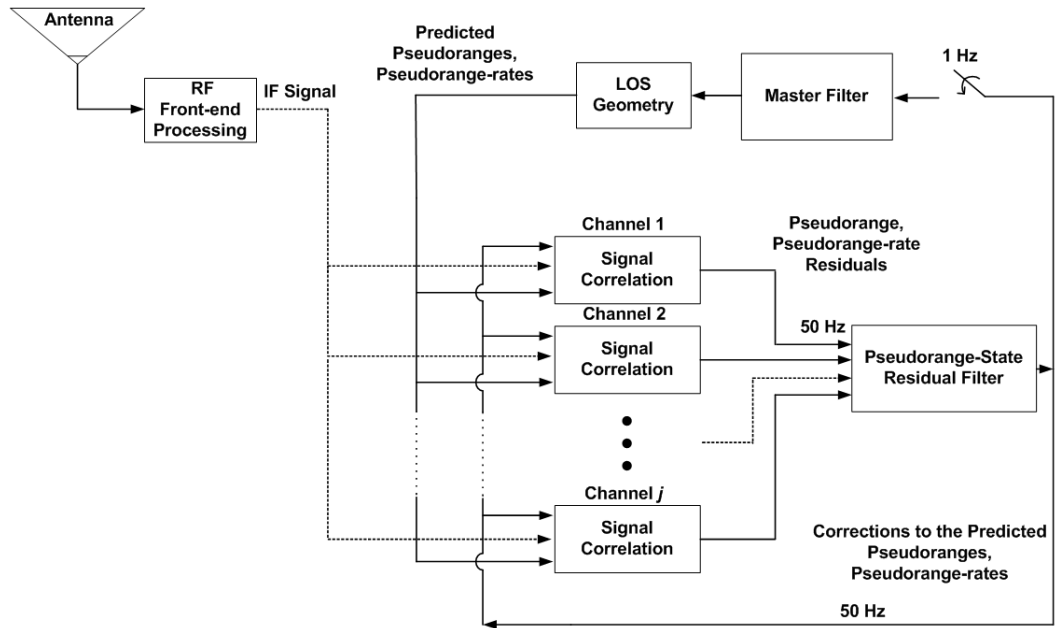 Antenna
RF
Front-end
Processing
IF Signal
Predicted
Pseudoranges,
Pseudorange-rates
LOS
Geometry
Master Filter
1 Hz
Channel 1
Signal
Correlation
Pseudorange,
Pseudorange-rate
Residuals
Channel 2
Signal
Correlation
50 Hz
Pseudorange-State
Residual Filter
Channel j
Signal
Correlation
Corrections to the Predicted
Pseudoranges,
Pseudorange-rates
50 Hz